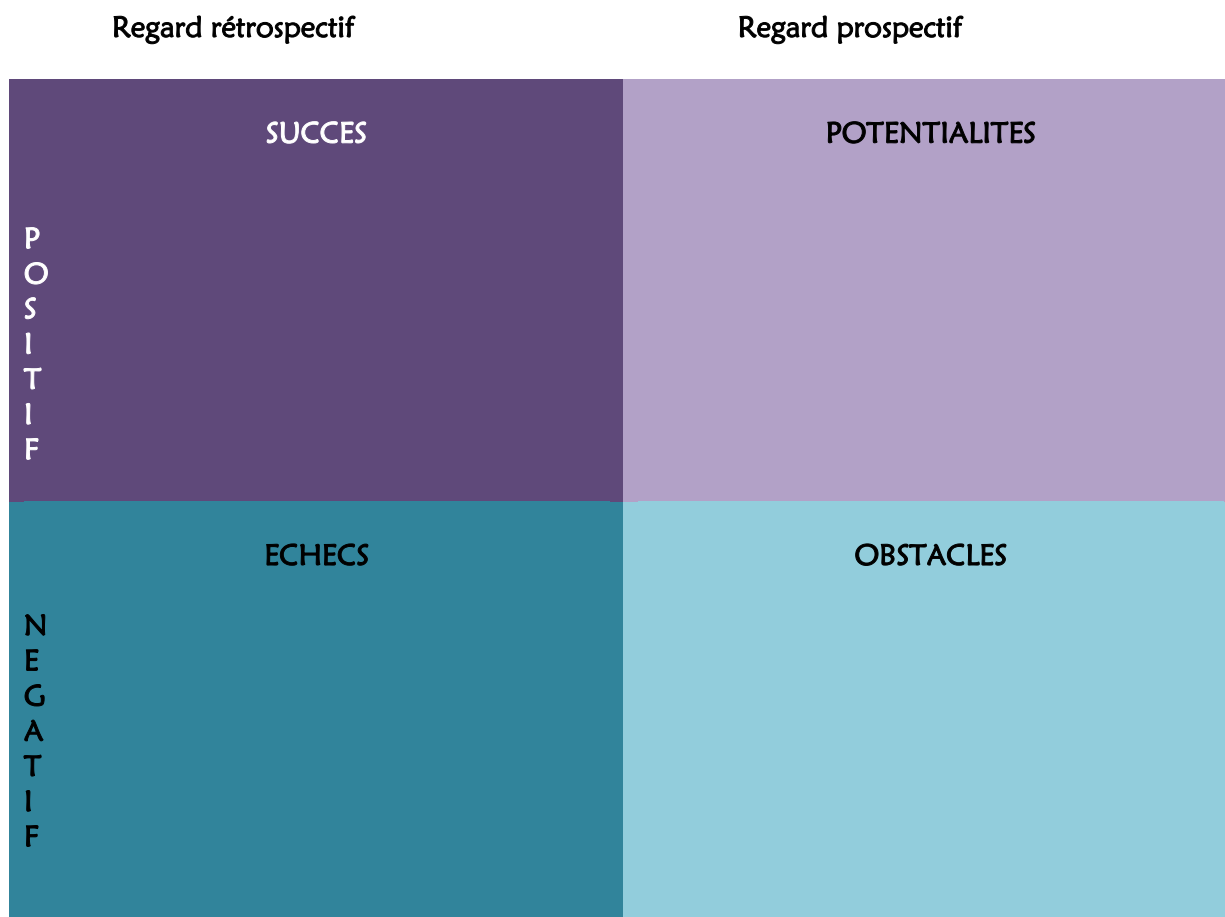 Regard rétrospectif
Regard prospectif
SUCCES
POTENTIALITES
P
O
S
I
T
I
F
ECHECS
OBSTACLES
N
E
G
A
T
I
F